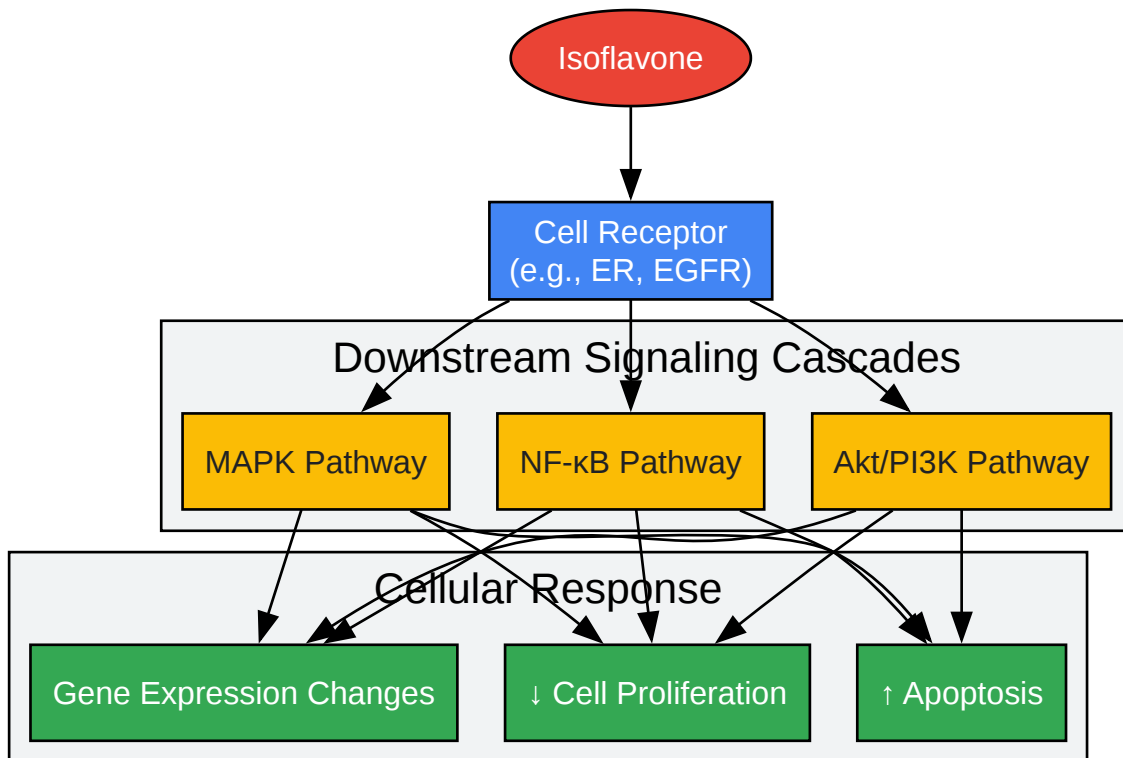 Isoflavone
Cell Receptor
(e.g., ER, EGFR)
Downstream Signaling Cascades
MAPK Pathway
NF-κB Pathway
Akt/PI3K Pathway
Cellular Response
Gene Expression Changes
↓ Cell Proliferation
↑ Apoptosis